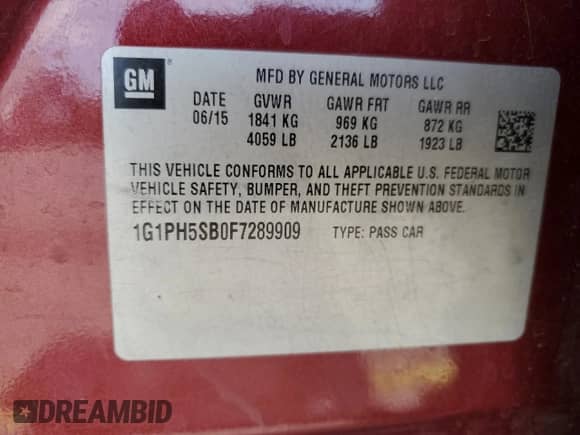 GM ®
MFD BY GENERAL MOTORS LLC
DATE GVWR GAWR FRT GAWR RR
06/15 1841 KG 969 KG 872 KG
4059 LB 2136 LB 1923 LB
THIS VEHICLE CONFORMS TO ALL APPLICABLE U.S. FEDERAL MOTOR
VEHICLE SAFETY, BUMPER, AND THEFT PREVENTION STANDARDS IN
EFFECT ON THE DATE OF MANUFACTURE SHOWN ABOVE.
1G1PH5SB0F7289909 TYPE: PASS CAR
DREAMBID